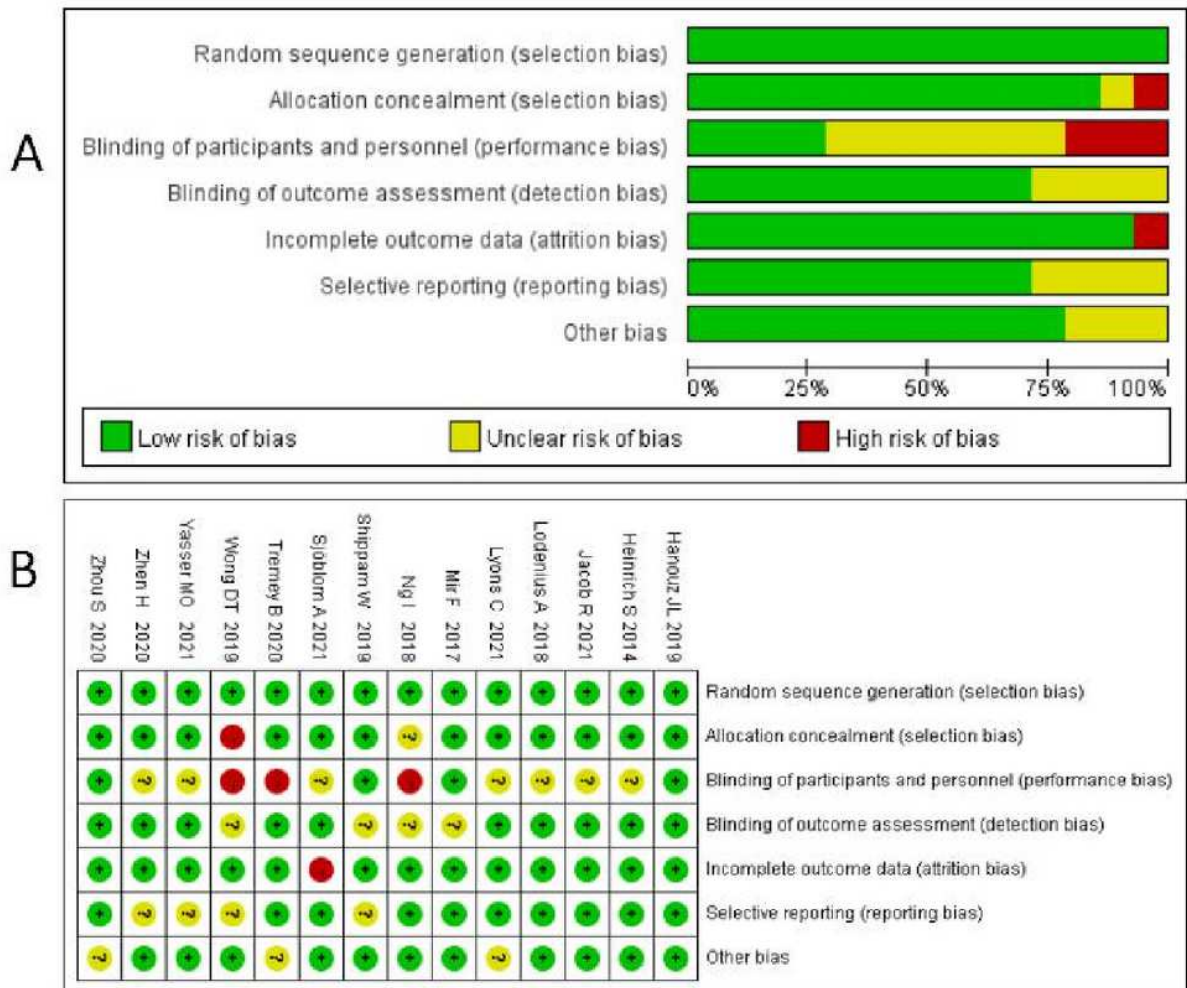 A
Random sequence generation (selection bias)
Allocation concealment (selection bias)
Blinding of participants and personnel (performance bias)
Blinding of outcome assessment (detection bias)
Incomplete outcome data (attrition bias)
Selective reporting (reporting bias)
Other bias
0% 25% 50% 75% 100%
Low risk of bias Unclear risk of bias High risk of bias
B
Zhou S 2020
Zhen H 2020
Yasser MO 2021
Wong DT 2019
Tremey B 2020
Sjöblom A 2021
Shippam W 2019
Ng I 2018
Mir F 2017
Lyons C 2021
Lodenius A 2018
Jacob R 2021
Heinrich S 2014
Hanouz JL 2019
+ + + + + + + + + + + + + + Random sequence generation (selection bias)
+ + + + + + ? + + + + + + Allocation concealment (selection bias)
+ ? ? ? + + ? ? ? ? + Blinding of participants and personnel (performance bias)
+ + + ? + + ? ? ? + + + + + Blinding of outcome assessment (detection bias)
+ + + + + + + + + + + + + Incomplete outcome data (attrition bias)
+ ? ? ? + + ? + + + + + + + Selective reporting (reporting bias)
? + + + ? + + + + ? + + + + Other bias